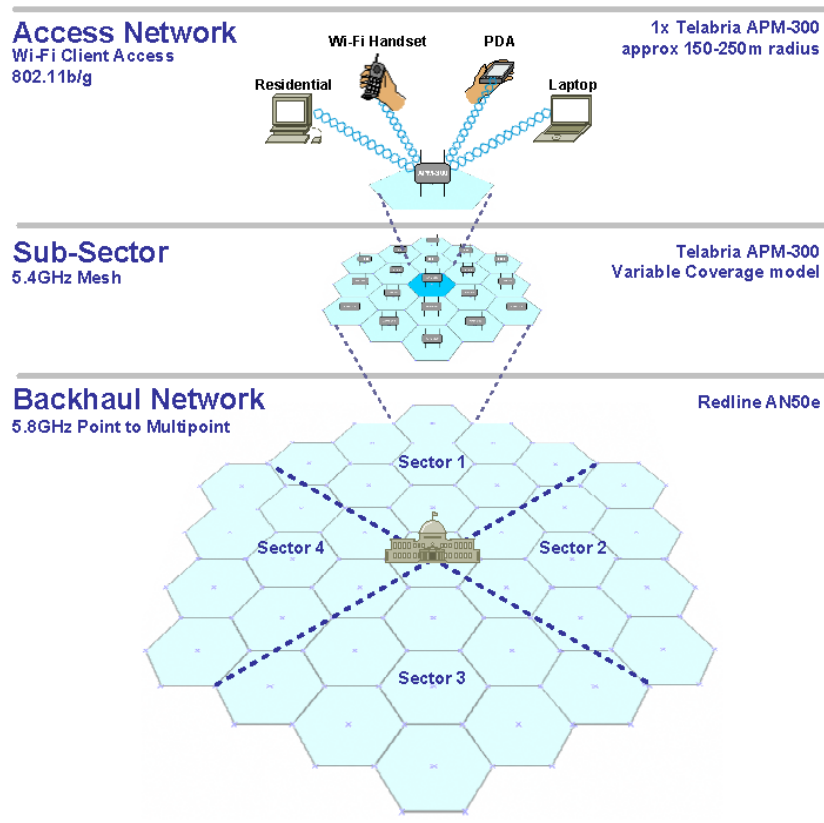 Access Network
Wi-Fi Client Access
802.11b/g
1x Telabria APM-300
approx 150-250m radius
Wi-Fi Handset
PDA
Residential
Laptop
APM-300
Sub-Sector
5.4GHz Mesh
Telabria APM-300
Variable Coverage model
Backhaul Network
5.8GHz Point to Multipoint
Redline AN50e
Sector 1
Sector 4
Sector 2
Sector 3